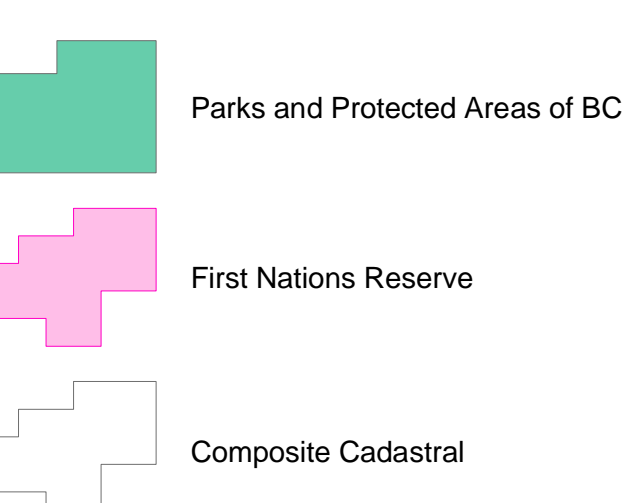 Parks and Protected Areas of BC
First Nations Reserve
Composite Cadastral